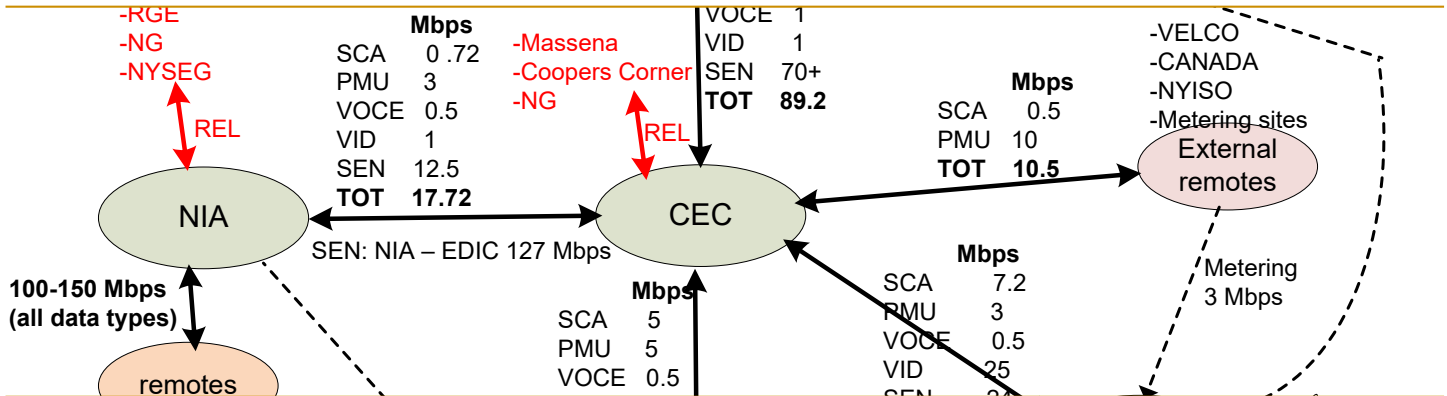 -RGE
-NG
-NYSEG
REL
Mbps
SCA 0 .72
PMU 3
VOCE 0.5
VID 1
SEN 12.5
TOT 17.72
-Massena
-Coopers Corner
-NG
REL
VOCE 1
VID 1
SEN 70+
TOT 89.2
Mbps
SCA 0.5
PMU 10
TOT 10.5
-VELCO
-CANADA
-NYISO
-Metering sites
External
remotes
NIA
CEC
SEN: NIA – EDIC 127 Mbps
100-150 Mbps
(all data types)
remotes
Mbps
SCA 5
PMU 5
VOCE 0.5
Mbps
SCA 7.2
PMU 3
VOCE 0.5
VID 25
SEN
Metering
3 Mbps